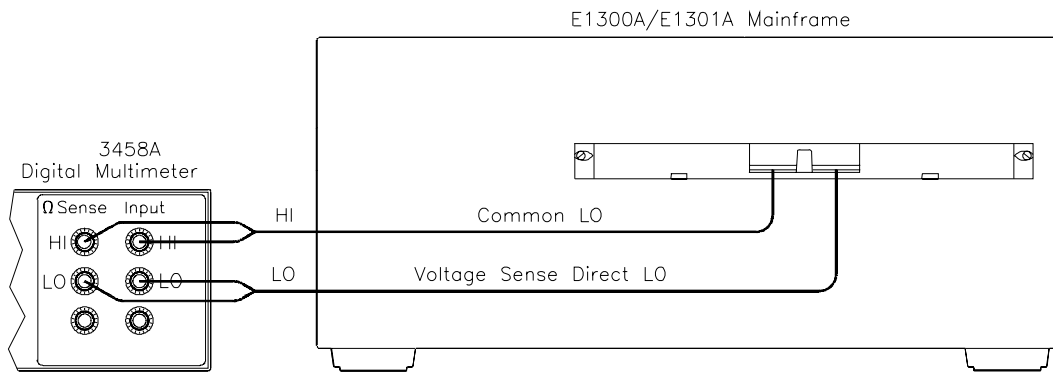 E1300A/E1301A Mainframe
3458A
Digital Multimeter
Ω Sense Input
HI HI
LO LO
HI Common LO
LO Voltage Sense Direct LO